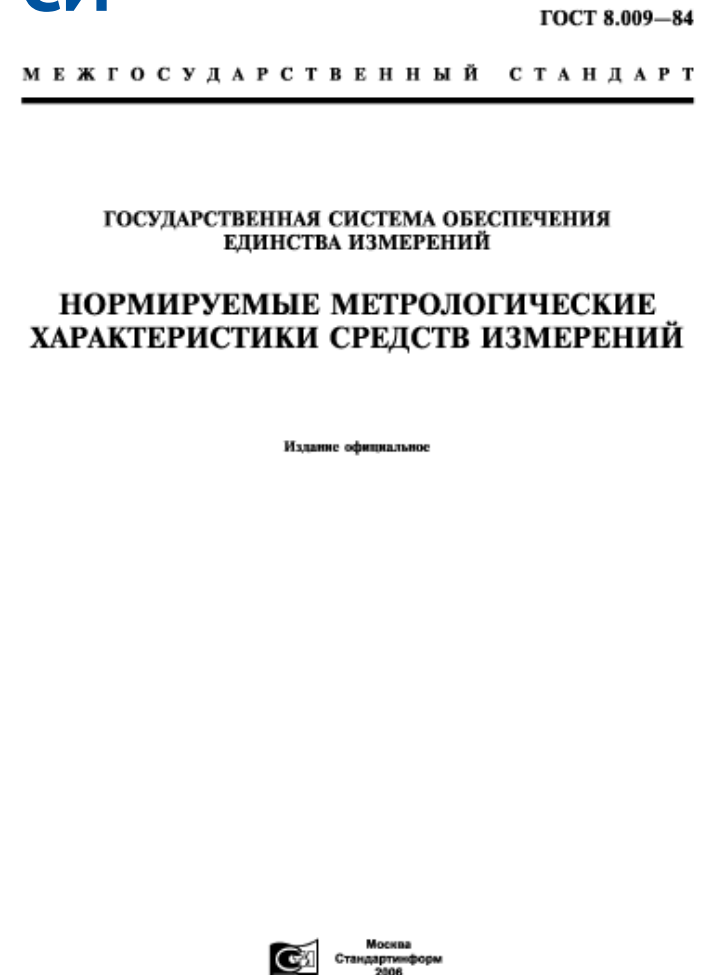 СИ
ГОСТ 8.009—84
МЕЖГОСУДАРСТВЕННЫЙ СТАНДАРТ
ГОСУДАРСТВЕННАЯ СИСТЕМА ОБЕСПЕЧЕНИЯ
ЕДИНСТВА ИЗМЕРЕНИЙ
НОРМИРУЕМЫЕ МЕТРОЛОГИЧЕСКИЕ
ХАРАКТЕРИСТИКИ СРЕДСТВ ИЗМЕРЕНИЙ
Издание официальное
Москва
Стандартинформ
2006